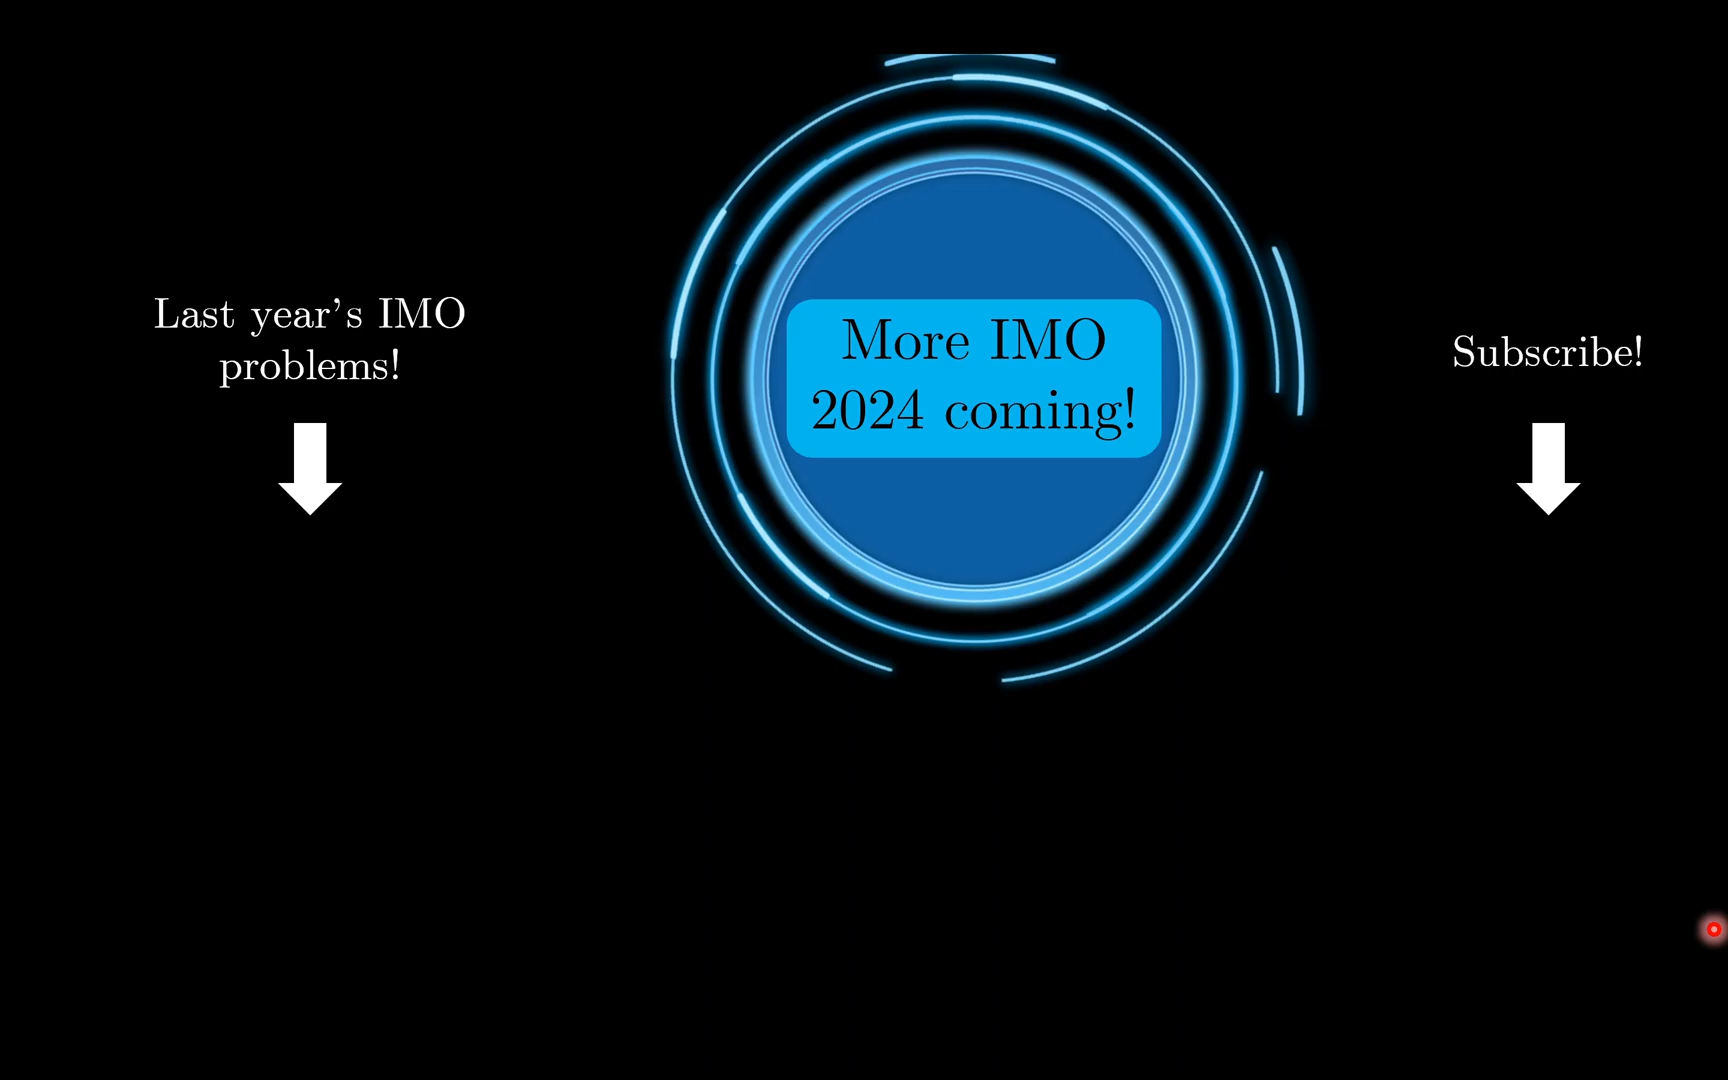 Last year's IMO
problems!
More IMO
2024 coming!
Subscribe!